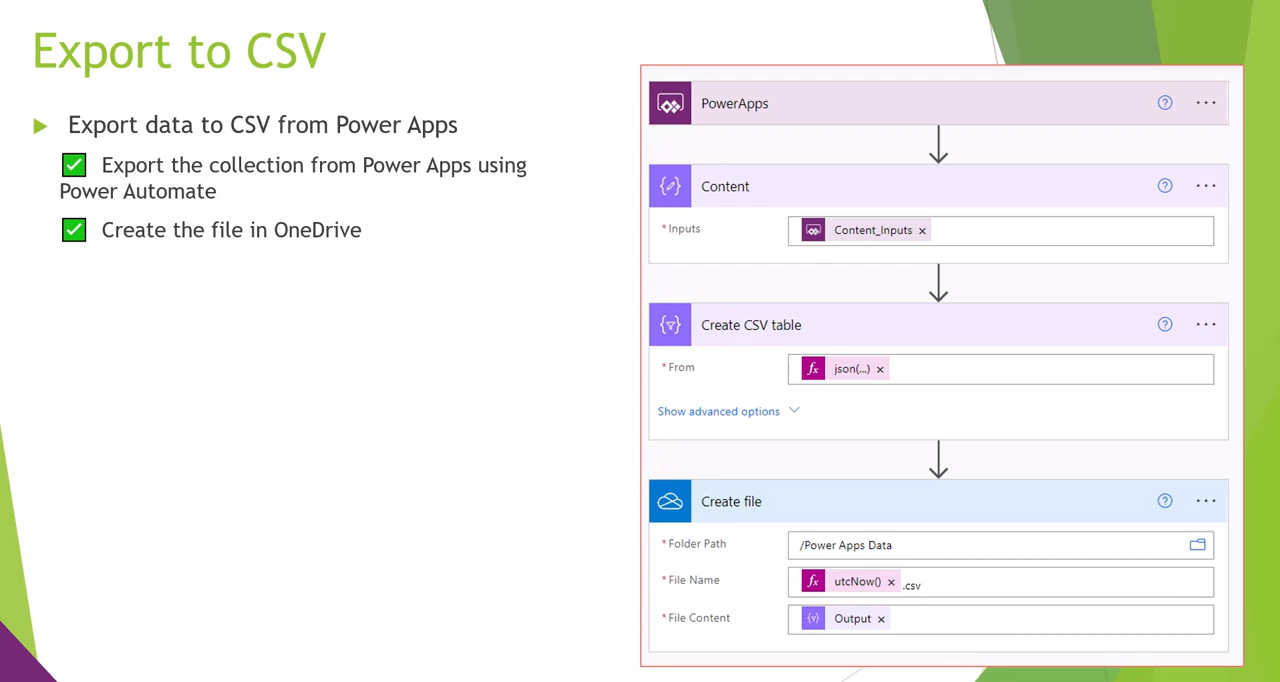 Export to CSV
Export data to CSV from Power Apps
Export the collection from Power Apps using
Power Automate
Create the file in OneDrive
PowerApps
Content
* Inputs
Content_Inputs ×
Create CSV table
* From
fx json(...) ×
Show advanced options
Create file
* Folder Path
/Power Apps Data
* File Name
fx utcNow() × .csv
* File Content
Output ×